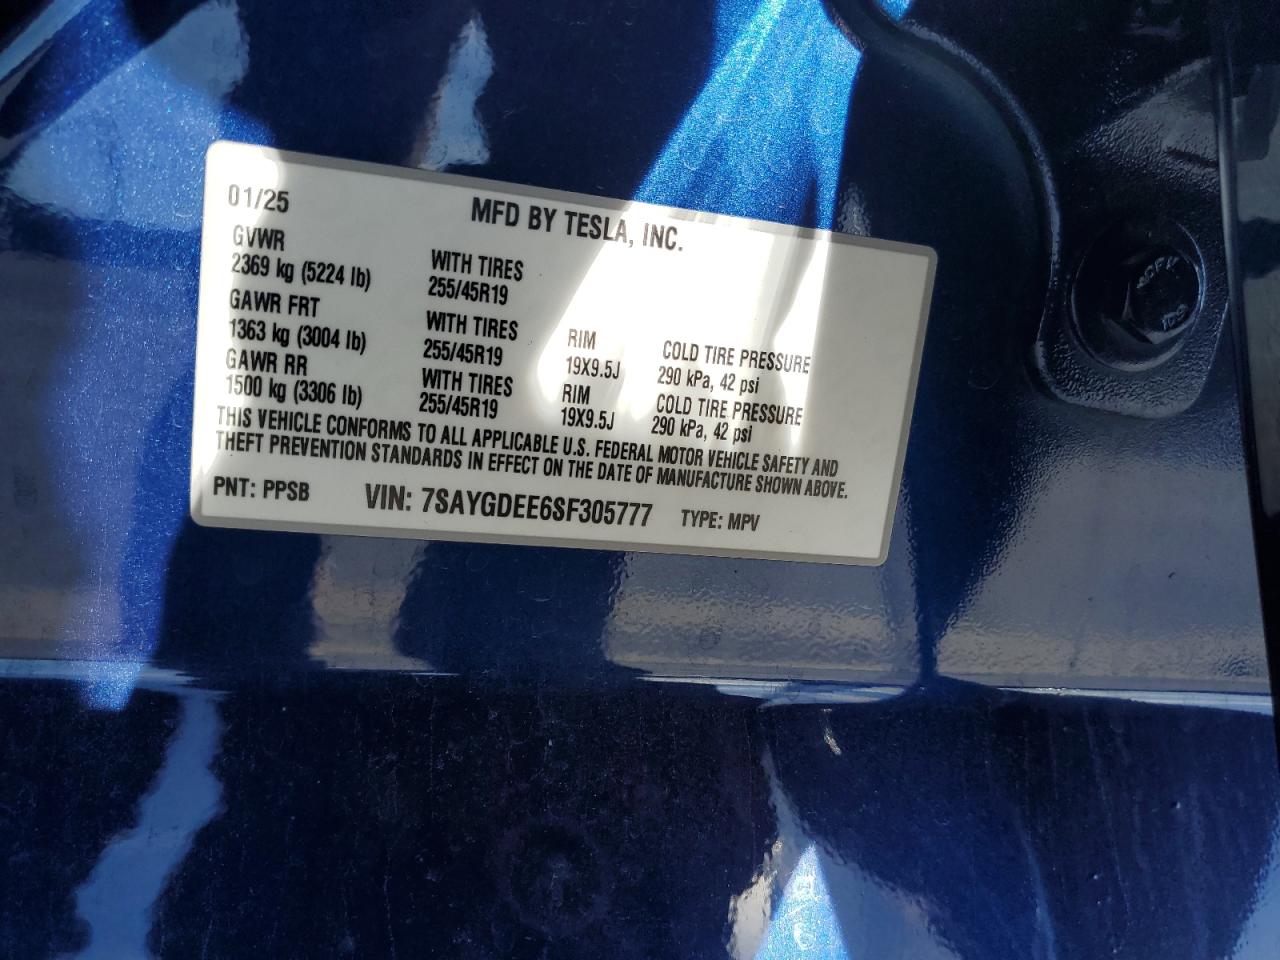 01/25 MFD BY TESLA, INC.
GVWR
2369 kg (5224 lb) WITH TIRES 255/45R19
GAWR FRT
1363 kg (3004 lb) WITH TIRES 255/45R19 RIM 19X9.5J COLD TIRE PRESSURE 290 kPa, 42 psi
GAWR RR
1500 kg (3306 lb) WITH TIRES 255/45R19 RIM 19X9.5J COLD TIRE PRESSURE 290 kPa, 42 psi
THIS VEHICLE CONFORMS TO ALL APPLICABLE U.S. FEDERAL MOTOR VEHICLE SAFETY AND
THEFT PREVENTION STANDARDS IN EFFECT ON THE DATE OF MANUFACTURE SHOWN ABOVE.
PNT: PPSB VIN: 7SAYGDEE6SF305777 TYPE: MPV